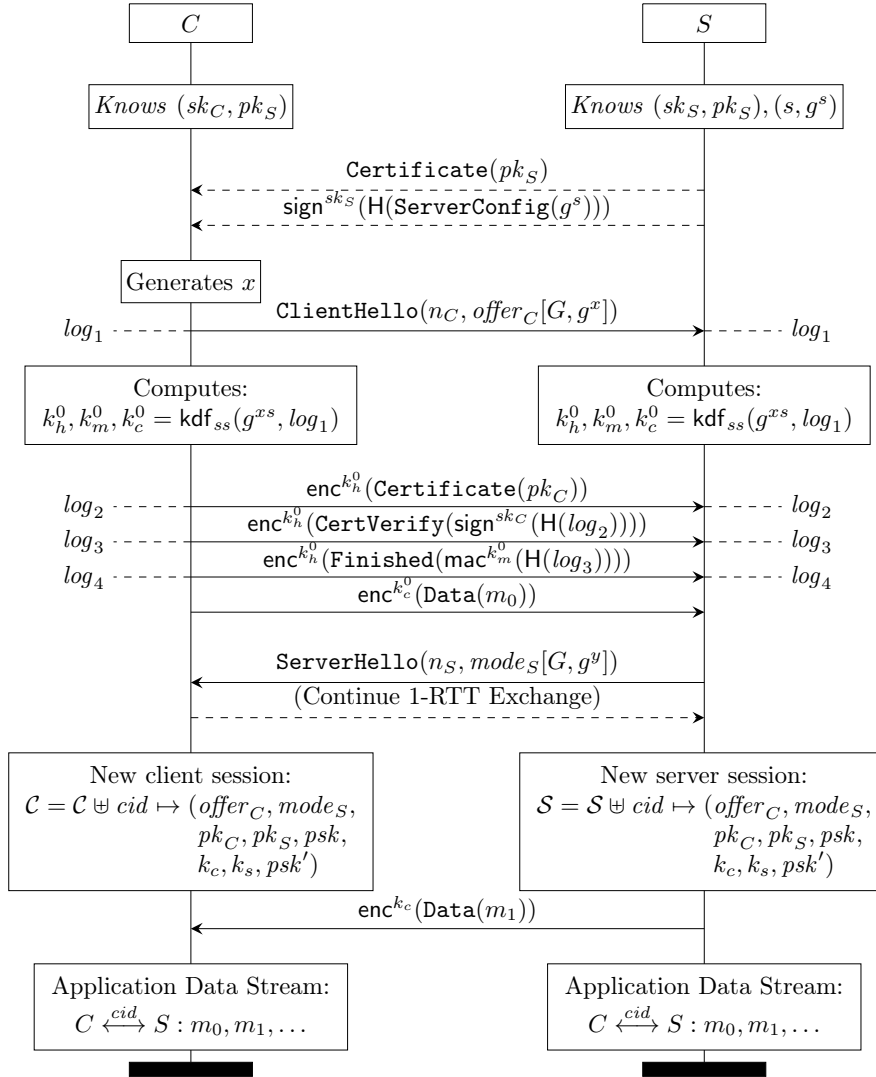 C S
Knows (sk_C, pk_S) Knows (sk_S, pk_S), (s, g^s)
Certificate(pk_S)
sign^{sk_S}(H(ServerConfig(g^s)))
Generates x
ClientHello(n_C, offer_C[G, g^x])
log_1 log_1
Computes: Computes:
k_h^0, k_m^0, k_c^0 = kdf_{ss}(g^{xs}, log_1) k_h^0, k_m^0, k_c^0 = kdf_{ss}(g^{xs}, log_1)
enc^{k_h^0}(Certificate(pk_C))
log_2 log_2
enc^{k_h^0}(CertVerify(sign^{sk_C}(H(log_2))))
log_3 log_3
enc^{k_h^0}(Finished(mac^{k_m^0}(H(log_3))))
log_4 log_4
enc^{k_c^0}(Data(m_0))
ServerHello(n_S, mode_S[G, g^y])
(Continue 1-RTT Exchange)
New client session: New server session:
𝒞 = 𝒞 ⊎ cid ↦ (offer_C, mode_S, 𝒮 = 𝒮 ⊎ cid ↦ (offer_C, mode_S,
pk_C, pk_S, psk, pk_C, pk_S, psk,
k_c, k_s, psk′) k_c, k_s, psk′)
enc^{k_c}(Data(m_1))
Application Data Stream: Application Data Stream:
C ⟷^{cid} S : m_0, m_1, … C ⟷^{cid} S : m_0, m_1, …